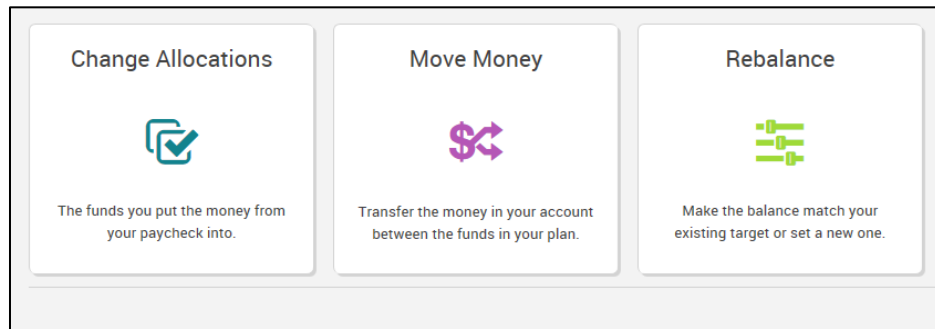 Change Allocations
The funds you put the money from
your paycheck into.
Move Money
Transfer the money in your account
between the funds in your plan.
Rebalance
Make the balance match your
existing target or set a new one.